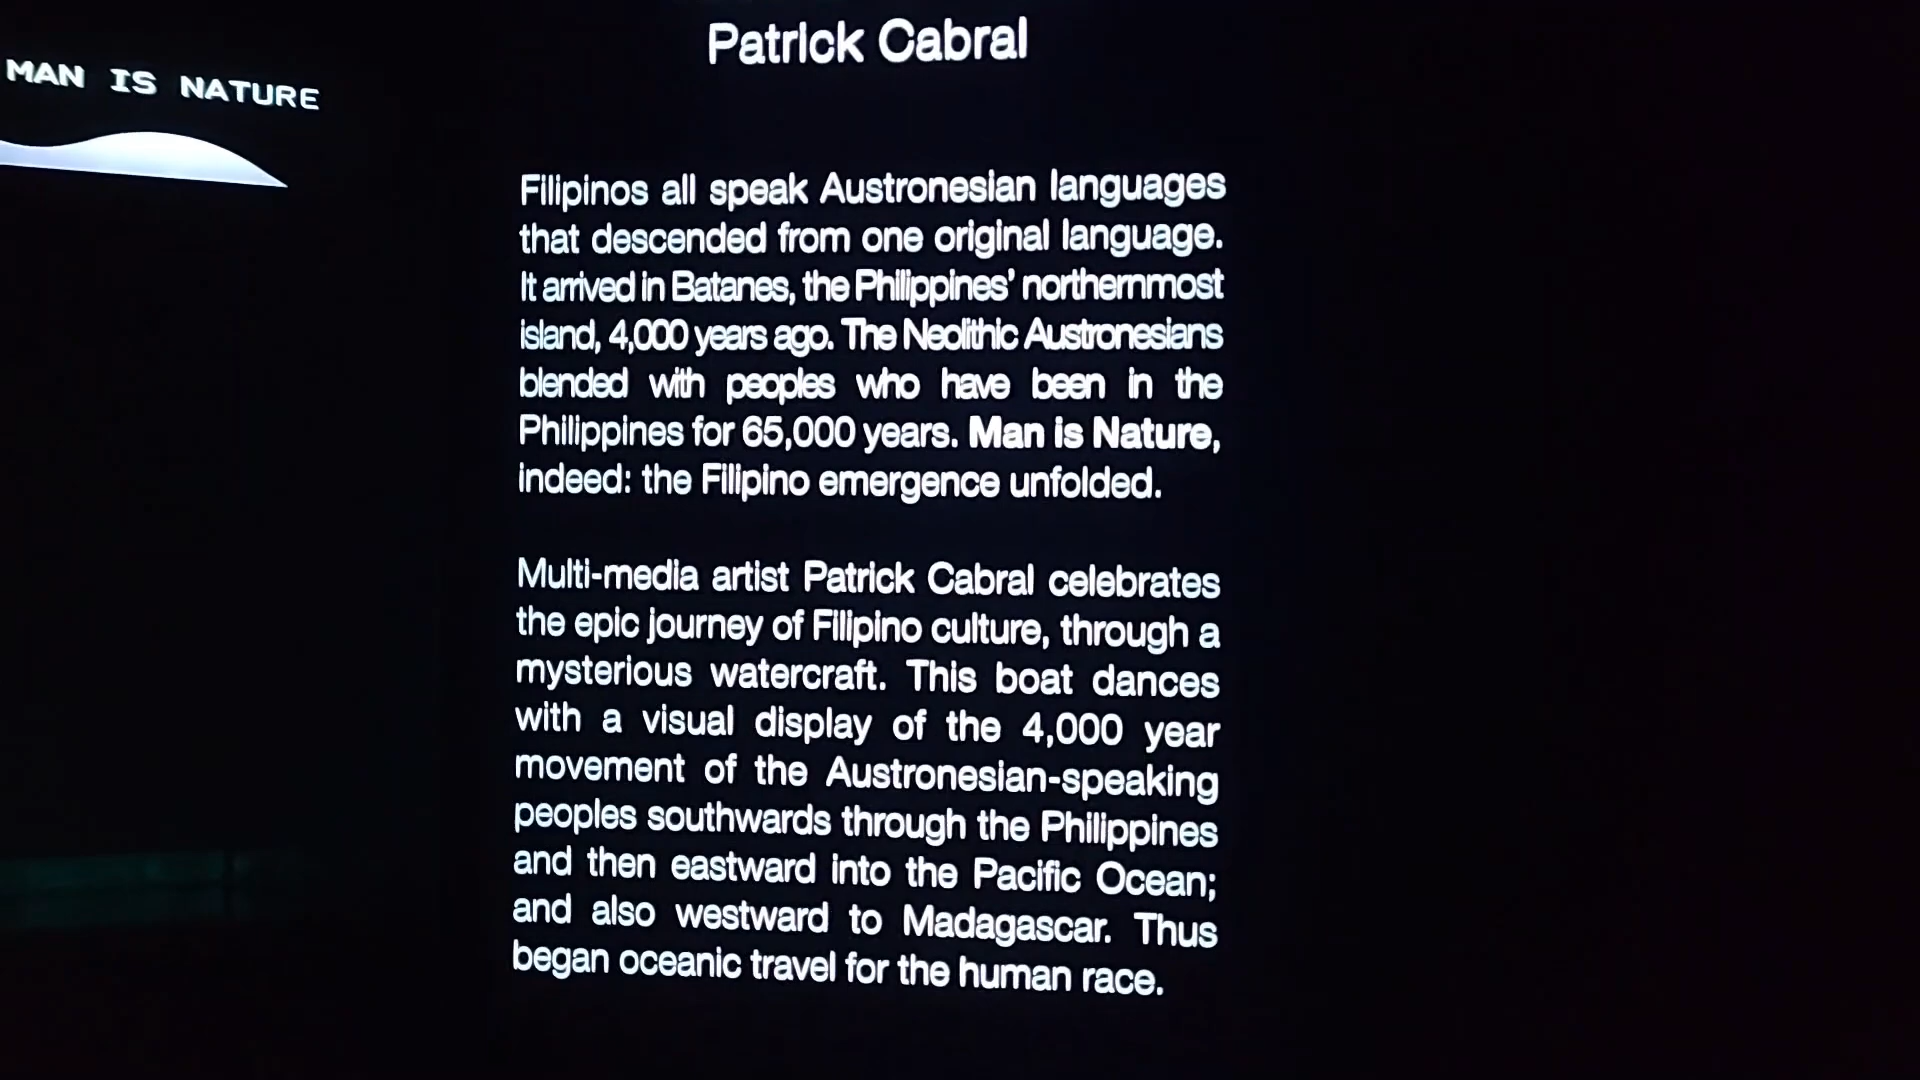 MAN IS NATURE
Patrick Cabral
Filipinos all speak Austronesian languages
that descended from one original language.
It arrived in Batanes, the Philippines' northernmost
island, 4,000 years ago. The Neolithic Austronesians
blended with peoples who have been in the
Philippines for 65,000 years. Man is Nature,
indeed: the Filipino emergence unfolded.
Multi-media artist Patrick Cabral celebrates
the epic journey of Filipino culture, through a
mysterious watercraft. This boat dances
with a visual display of the 4,000 year
movement of the Austronesian-speaking
peoples southwards through the Philippines
and then eastward into the Pacific Ocean;
and also westward to Madagascar. Thus
began oceanic travel for the human race.